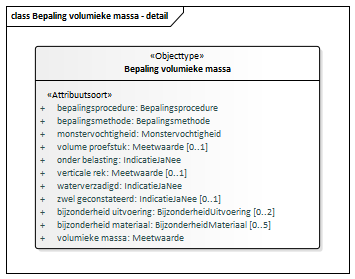 class Bepaling volumieke massa - detail
«Objecttype»
Bepaling volumieke massa
«Attribuutsoort»
+ bepalingsprocedure: Bepalingsprocedure
+ bepalingsmethode: Bepalingsmethode
+ monstervochtigheid: Monstervochtigheid
+ volume proefstuk: Meetwaarde [0..1]
+ onder belasting: IndicatieJaNee
+ verticale rek: Meetwaarde [0..1]
+ waterverzadigd: IndicatieJaNee
+ zwel geconstateerd: IndicatieJaNee [0..1]
+ bijzonderheid uitvoering: BijzonderheidUitvoering [0..2]
+ bijzonderheid materiaal: BijzonderheidMateriaal [0..5]
+ volumieke massa: Meetwaarde